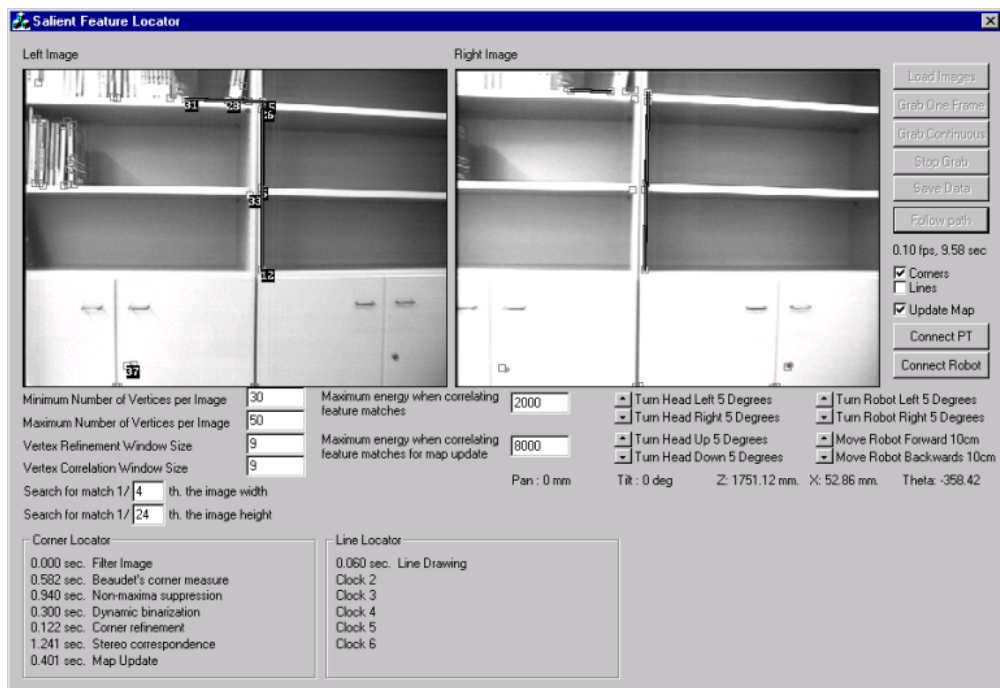 Salient Feature Locator
Left Image
Right Image
31
28
15
33
12
37
Load Images
Grab One Frame
Grab Continuous
Stop Grab
Save Data
Follow path
0.10 fps, 9.58 sec
Corners
Lines
Update Map
Connect PT
Connect Robot
Minimum Number of Vertices per Image 30
Maximum Number of Vertices per Image 50
Vertex Refinement Window Size 9
Vertex Correlation Window Size 9
Search for match 1/ 4 th. the image width
Search for match 1/ 24 th. the image height
Maximum energy when correlating
feature matches 2000
Maximum energy when correlating
feature matches for map update 8000
Turn Head Left 5 Degrees
Turn Head Right 5 Degrees
Turn Head Up 5 Degrees
Turn Head Down 5 Degrees
Turn Robot Left 5 Degrees
Turn Robot Right 5 Degrees
Move Robot Forward 10cm
Move Robot Backwards 10cm
Pan : 0 mm Tilt : 0 deg Z: 1751.12 mm. X: 52.86 mm. Theta: -358.42
Corner Locator
0.000 sec. Filter Image
0.582 sec. Beaudet's corner measure
0.940 sec. Non-maxima suppression
0.300 sec. Dynamic binarization
0.122 sec. Corner refinement
1.241 sec. Stereo correspondence
0.401 sec. Map Update
Line Locator
0.060 sec. Line Drawing
Clock 2
Clock 3
Clock 4
Clock 5
Clock 6